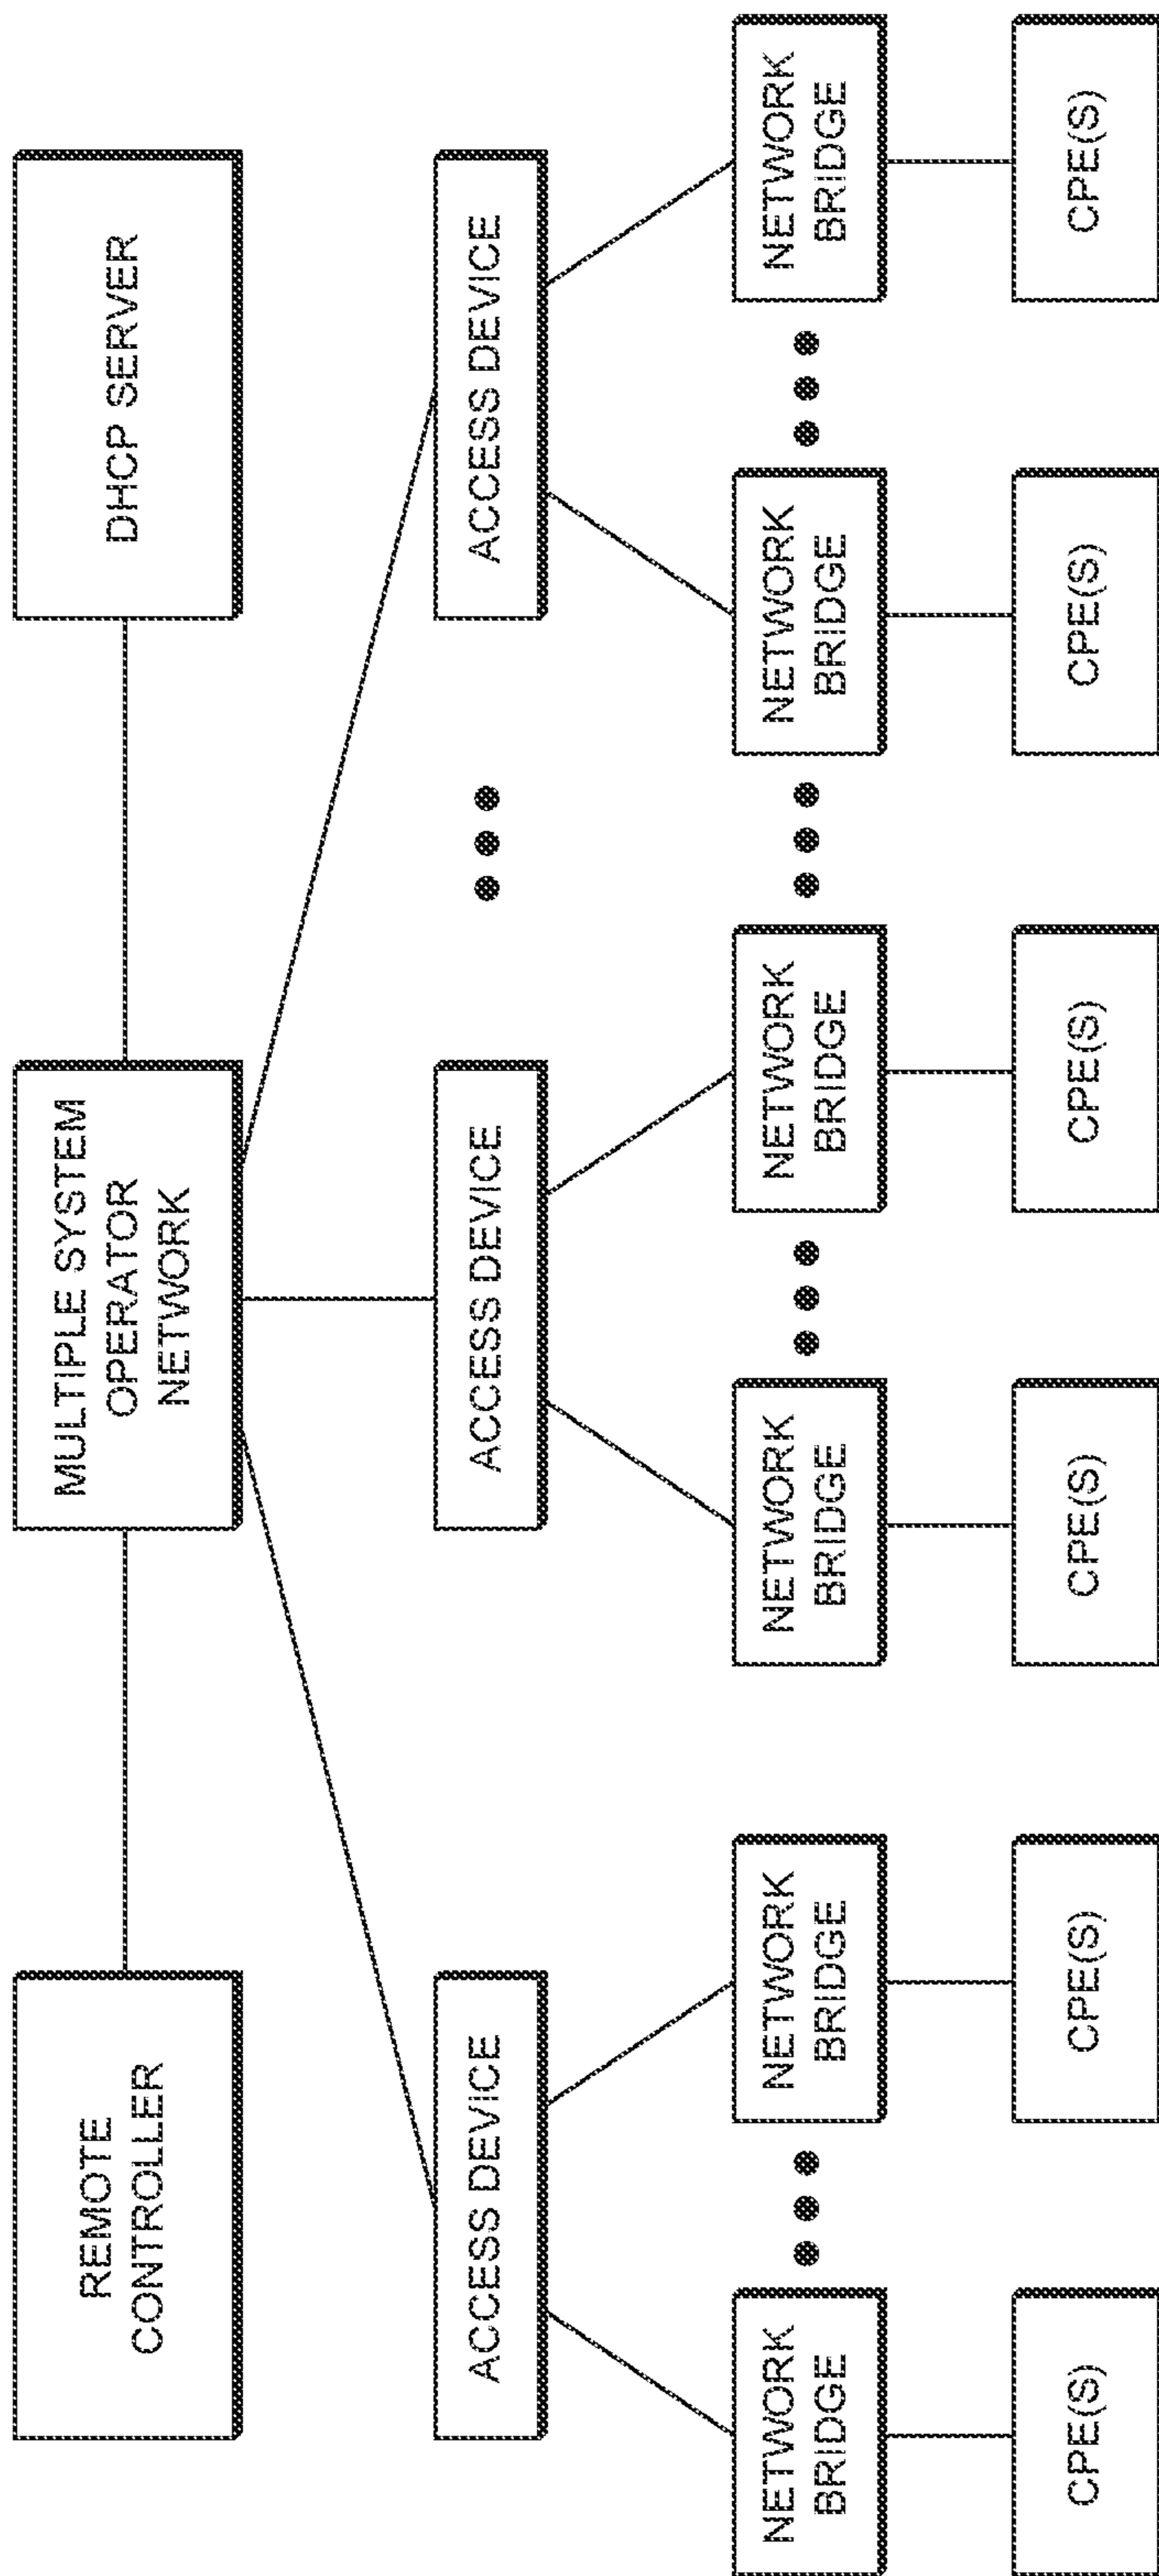 REMOTE
CONTROLLER
MULTIPLE SYSTEM
OPERATOR
NETWORK
DHCP SERVER
ACCESS DEVICE
ACCESS DEVICE
ACCESS DEVICE
NETWORK
BRIDGE
NETWORK
BRIDGE
NETWORK
BRIDGE
NETWORK
BRIDGE
NETWORK
BRIDGE
NETWORK
BRIDGE
CPE(S)
CPE(S)
CPE(S)
CPE(S)
CPE(S)
CPE(S)